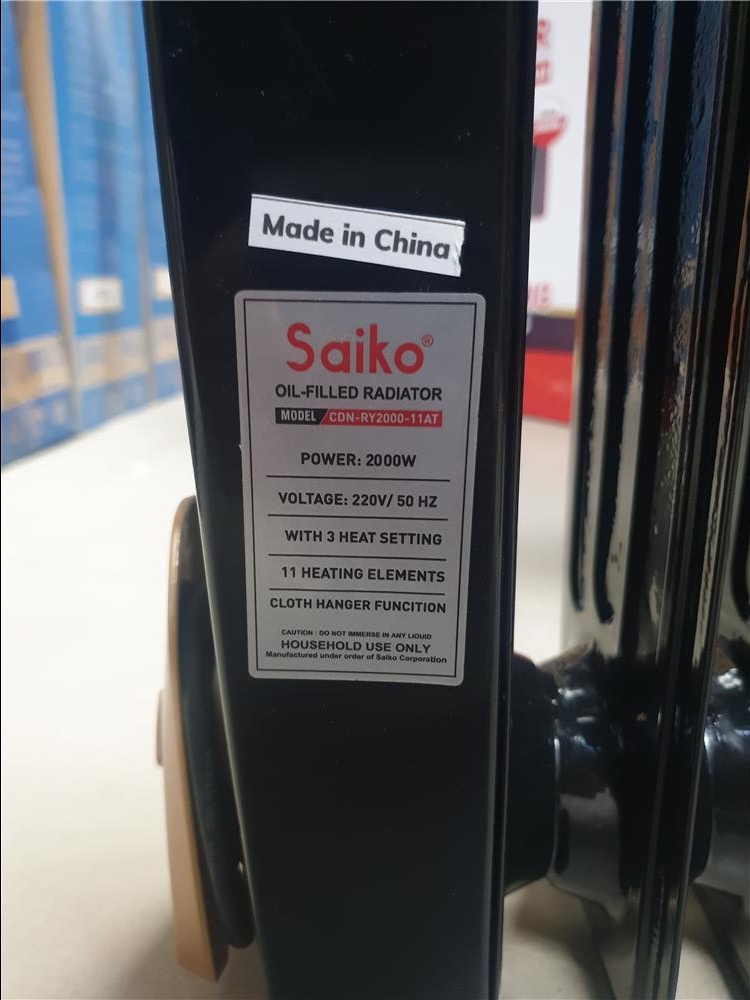 Made in China
Saiko®
OIL-FILLED RADIATOR
MODEL CDN-RY2000-11AT
POWER: 2000W
VOLTAGE: 220V/ 50 HZ
WITH 3 HEAT SETTING
11 HEATING ELEMENTS
CLOTH HANGER FUNCITION
CAUTION : DO NOT IMMERSE IN ANY LIQUID
HOUSEHOLD USE ONLY
Manufactured under order of Saiko Corporation